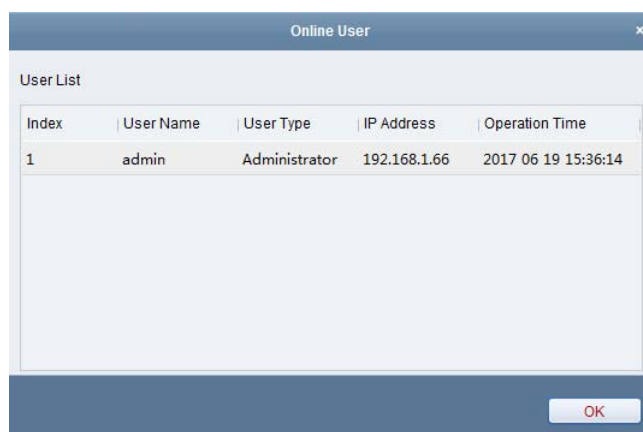 Online User
×
User List
Index User Name User Type IP Address Operation Time
1 admin Administrator 192.168.1.66 2017 06 19 15:36:14
OK